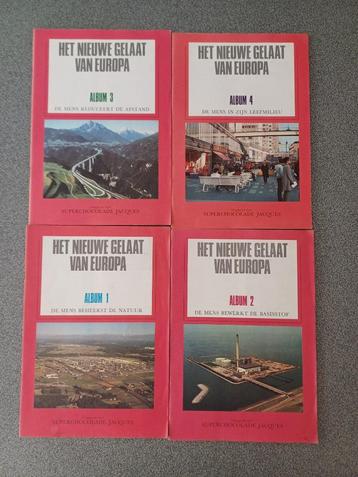 HET NIEUWE GELAAT
VAN EUROPA
ALBUM 3
DE MENS REDUCEERT DE AFSTAND
SUPERCHOCOLADE JACQUES
HET NIEUWE GELAAT
VAN EUROPA
ALBUM 4
DE MENS IN ZIJN LEEFMILIEU
SUPERCHOCOLADE JACQUES
HET NIEUWE GELAAT
VAN EUROPA
ALBUM 1
DE MENS BEHEERST DE NATUUR
SUPERCHOCOLADE JACQUES
HET NIEUWE GELAAT
VAN EUROPA
ALBUM 2
DE MENS BEWERKT DE BASISSTOF
SUPERCHOCOLADE JACQUES